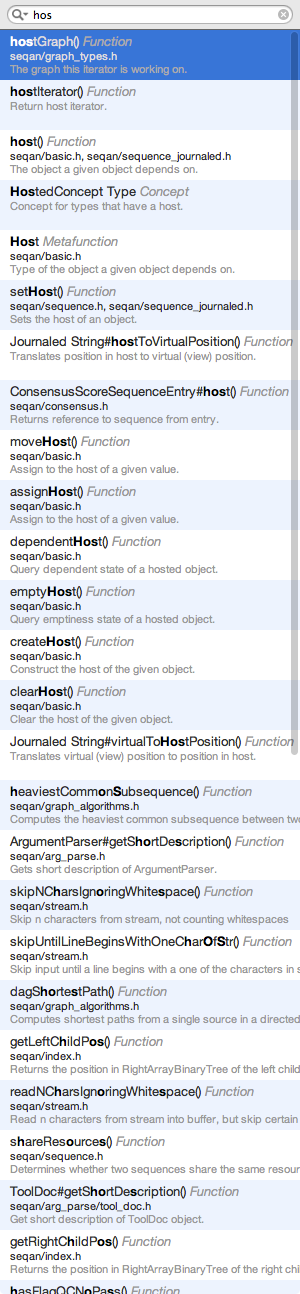 hos
hostGraph() Function
seqan/graph_types.h
The graph this iterator is working on.
hostIterator() Function
Return host iterator.
host() Function
seqan/basic.h, seqan/sequence_journaled.h
The object a given object depends on.
HostedConcept Type Concept
Concept for types that have a host.
Host Metafunction
seqan/basic.h
Type of the object a given object depends on.
setHost() Function
seqan/sequence.h, seqan/sequence_journaled.h
Sets the host of an object.
Journaled String#hostToVirtualPosition() Function
Translates position in host to virtual (view) position.
ConsensusScoreSequenceEntry#host() Function
seqan/consensus.h
Returns reference to sequence from entry.
moveHost() Function
seqan/basic.h
Assign to the host of a given value.
assignHost() Function
seqan/basic.h
Assign to the host of a given value.
dependentHost() Function
seqan/basic.h
Query dependent state of a hosted object.
emptyHost() Function
seqan/basic.h
Query emptiness state of a hosted object.
createHost() Function
seqan/basic.h
Construct the host of the given object.
clearHost() Function
seqan/basic.h
Clear the host of the given object.
Journaled String#virtualToHostPosition() Function
Translates virtual (view) position to position in host.
heaviestCommonSubsequence() Function
seqan/graph_algorithms.h
Computes the heaviest common subsequence between two
ArgumentParser#getShortDescription() Function
seqan/arg_parse.h
Gets short description of ArgumentParser.
skipNCharsIgnoringWhitespace() Function
seqan/stream.h
Skip n characters from stream, not counting whitespaces
skipUntilLineBeginsWithOneCharOfStr() Function
seqan/stream.h
Skip input until a line begins with a one of the characters in s
dagShortestPath() Function
seqan/graph_algorithms.h
Computes shortest paths from a single source in a directed
getLeftChildPos() Function
seqan/index.h
Returns the position in RightArrayBinaryTree of the left child
readNCharsIgnoringWhitespace() Function
seqan/stream.h
Read n characters from stream into buffer, but skip certain
shareResources() Function
seqan/sequence.h
Determines whether two sequences share the same resour
ToolDoc#getShortDescription() Function
seqan/arg_parse/tool_doc.h
Get short description of ToolDoc object.
getRightChildPos() Function
seqan/index.h
Returns the position in RightArrayBinaryTree of the right chi
hasFlagQCNoPass() Function